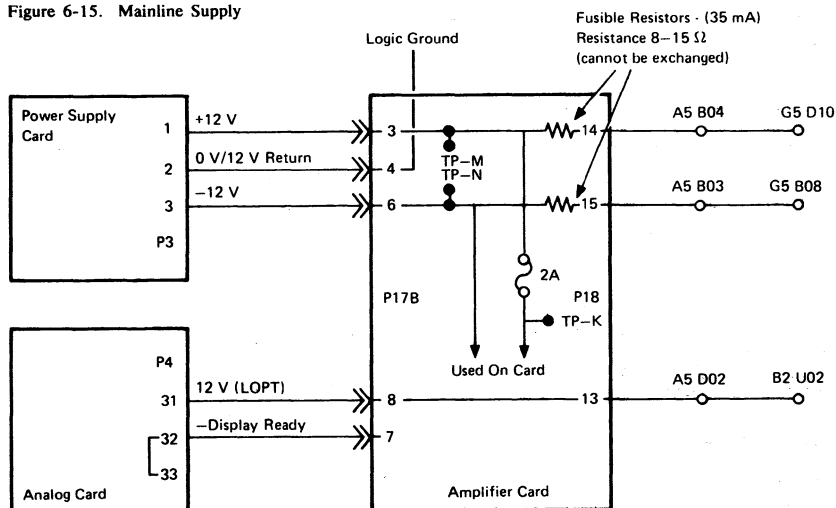 Figure 6-15. Mainline Supply
Fusible Resistors - (35 mA)
Resistance 8–15 Ω
(cannot be exchanged)
Logic Ground
Power Supply
Card
1
+12 V
3
14
A5 B04
G5 D10
2
0 V/12 V Return
4
TP–M
TP–N
3
–12 V
6
15
A5 B03
G5 B08
P3
2A
P17B
P18
TP–K
Used On Card
P4
31
12 V (LOPT)
8
13
A5 D02
B2 U02
32
–Display Ready
7
33
Analog Card
Amplifier Card